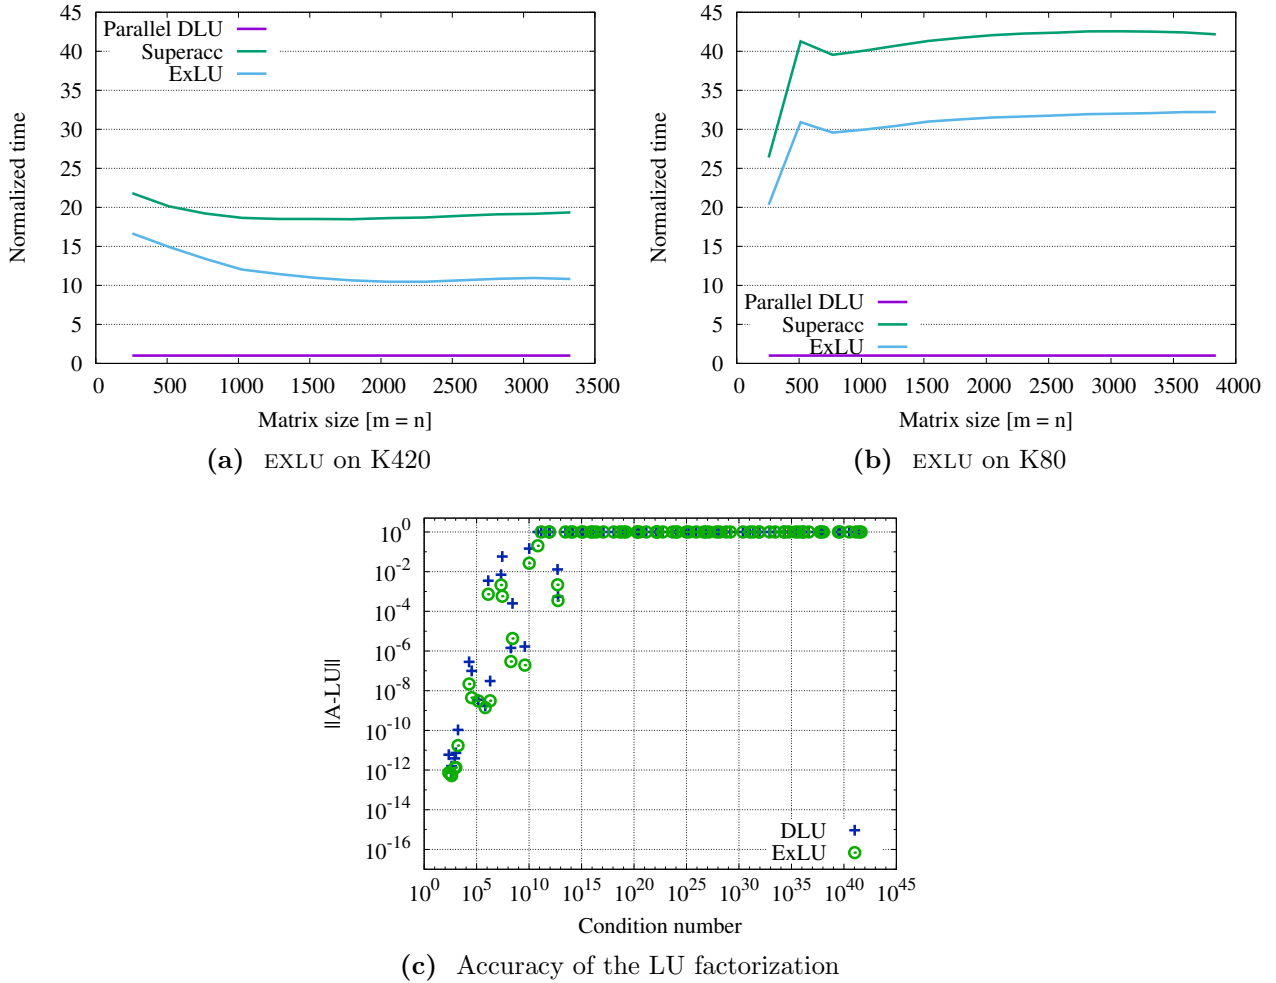 45
40
35
30
25
20
15
10
5
0
0 500 1000 1500 2000 2500 3000 3500
Normalized time
Matrix size [m = n]
Parallel DLU
Superacc
ExLU
(a) EXLU on K420
45
40
35
30
25
20
15
10
5
0
0 500 1000 1500 2000 2500 3000 3500 4000
Normalized time
Matrix size [m = n]
Parallel DLU
Superacc
ExLU
(b) EXLU on K80
10^0
10^-2
10^-4
10^-6
10^-8
10^-10
10^-12
10^-14
10^-16
10^0 10^5 10^10 10^15 10^20 10^25 10^30 10^35 10^40 10^45
||A-LU||
Condition number
DLU
ExLU
(c) Accuracy of the LU factorization